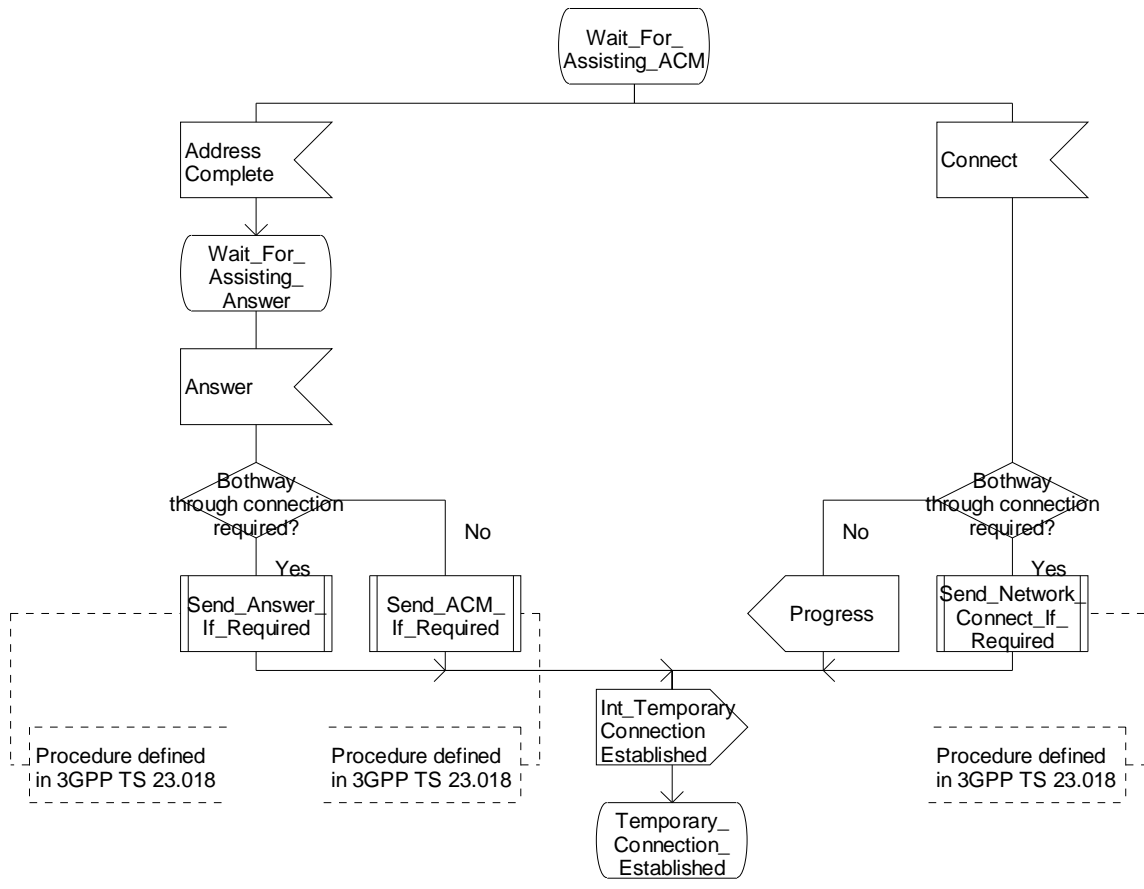 Wait_For_
Assisting_ACM
Address
Complete
Connect
Wait_For_
Assisting_
Answer
Answer
Bothway
through connection
required?
Bothway
through connection
required?
No
No
Yes
Yes
Send_Answer_
If_Required
Send_ACM_
If_Required
Progress
Send_Network_
Connect_If_
Required
Int_Temporary
Connection
Established
Procedure defined
in 3GPP TS 23.018
Procedure defined
in 3GPP TS 23.018
Procedure defined
in 3GPP TS 23.018
Temporary_
Connection_
Established